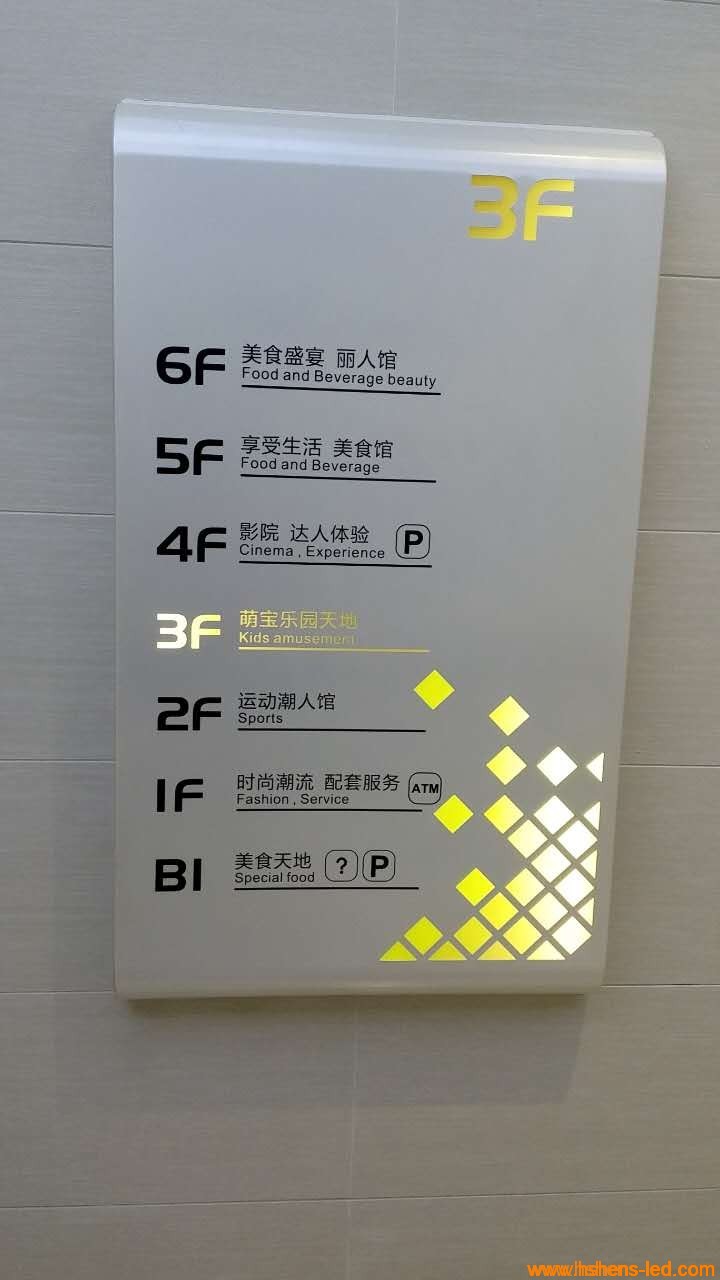 3F
6F 美食盛宴 丽人馆
Food and Beverage beauty
5F 享受生活 美食馆
Food and Beverage
4F 影院 达人体验 P
Cinema , Experience
3F 萌宝乐园天地
Kids amusement
2F 运动潮人馆
Sports
1F 时尚潮流 配套服务 ATM
Fashion , Service
B1 美食天地 ? P
Special food
www.hshens-led.com